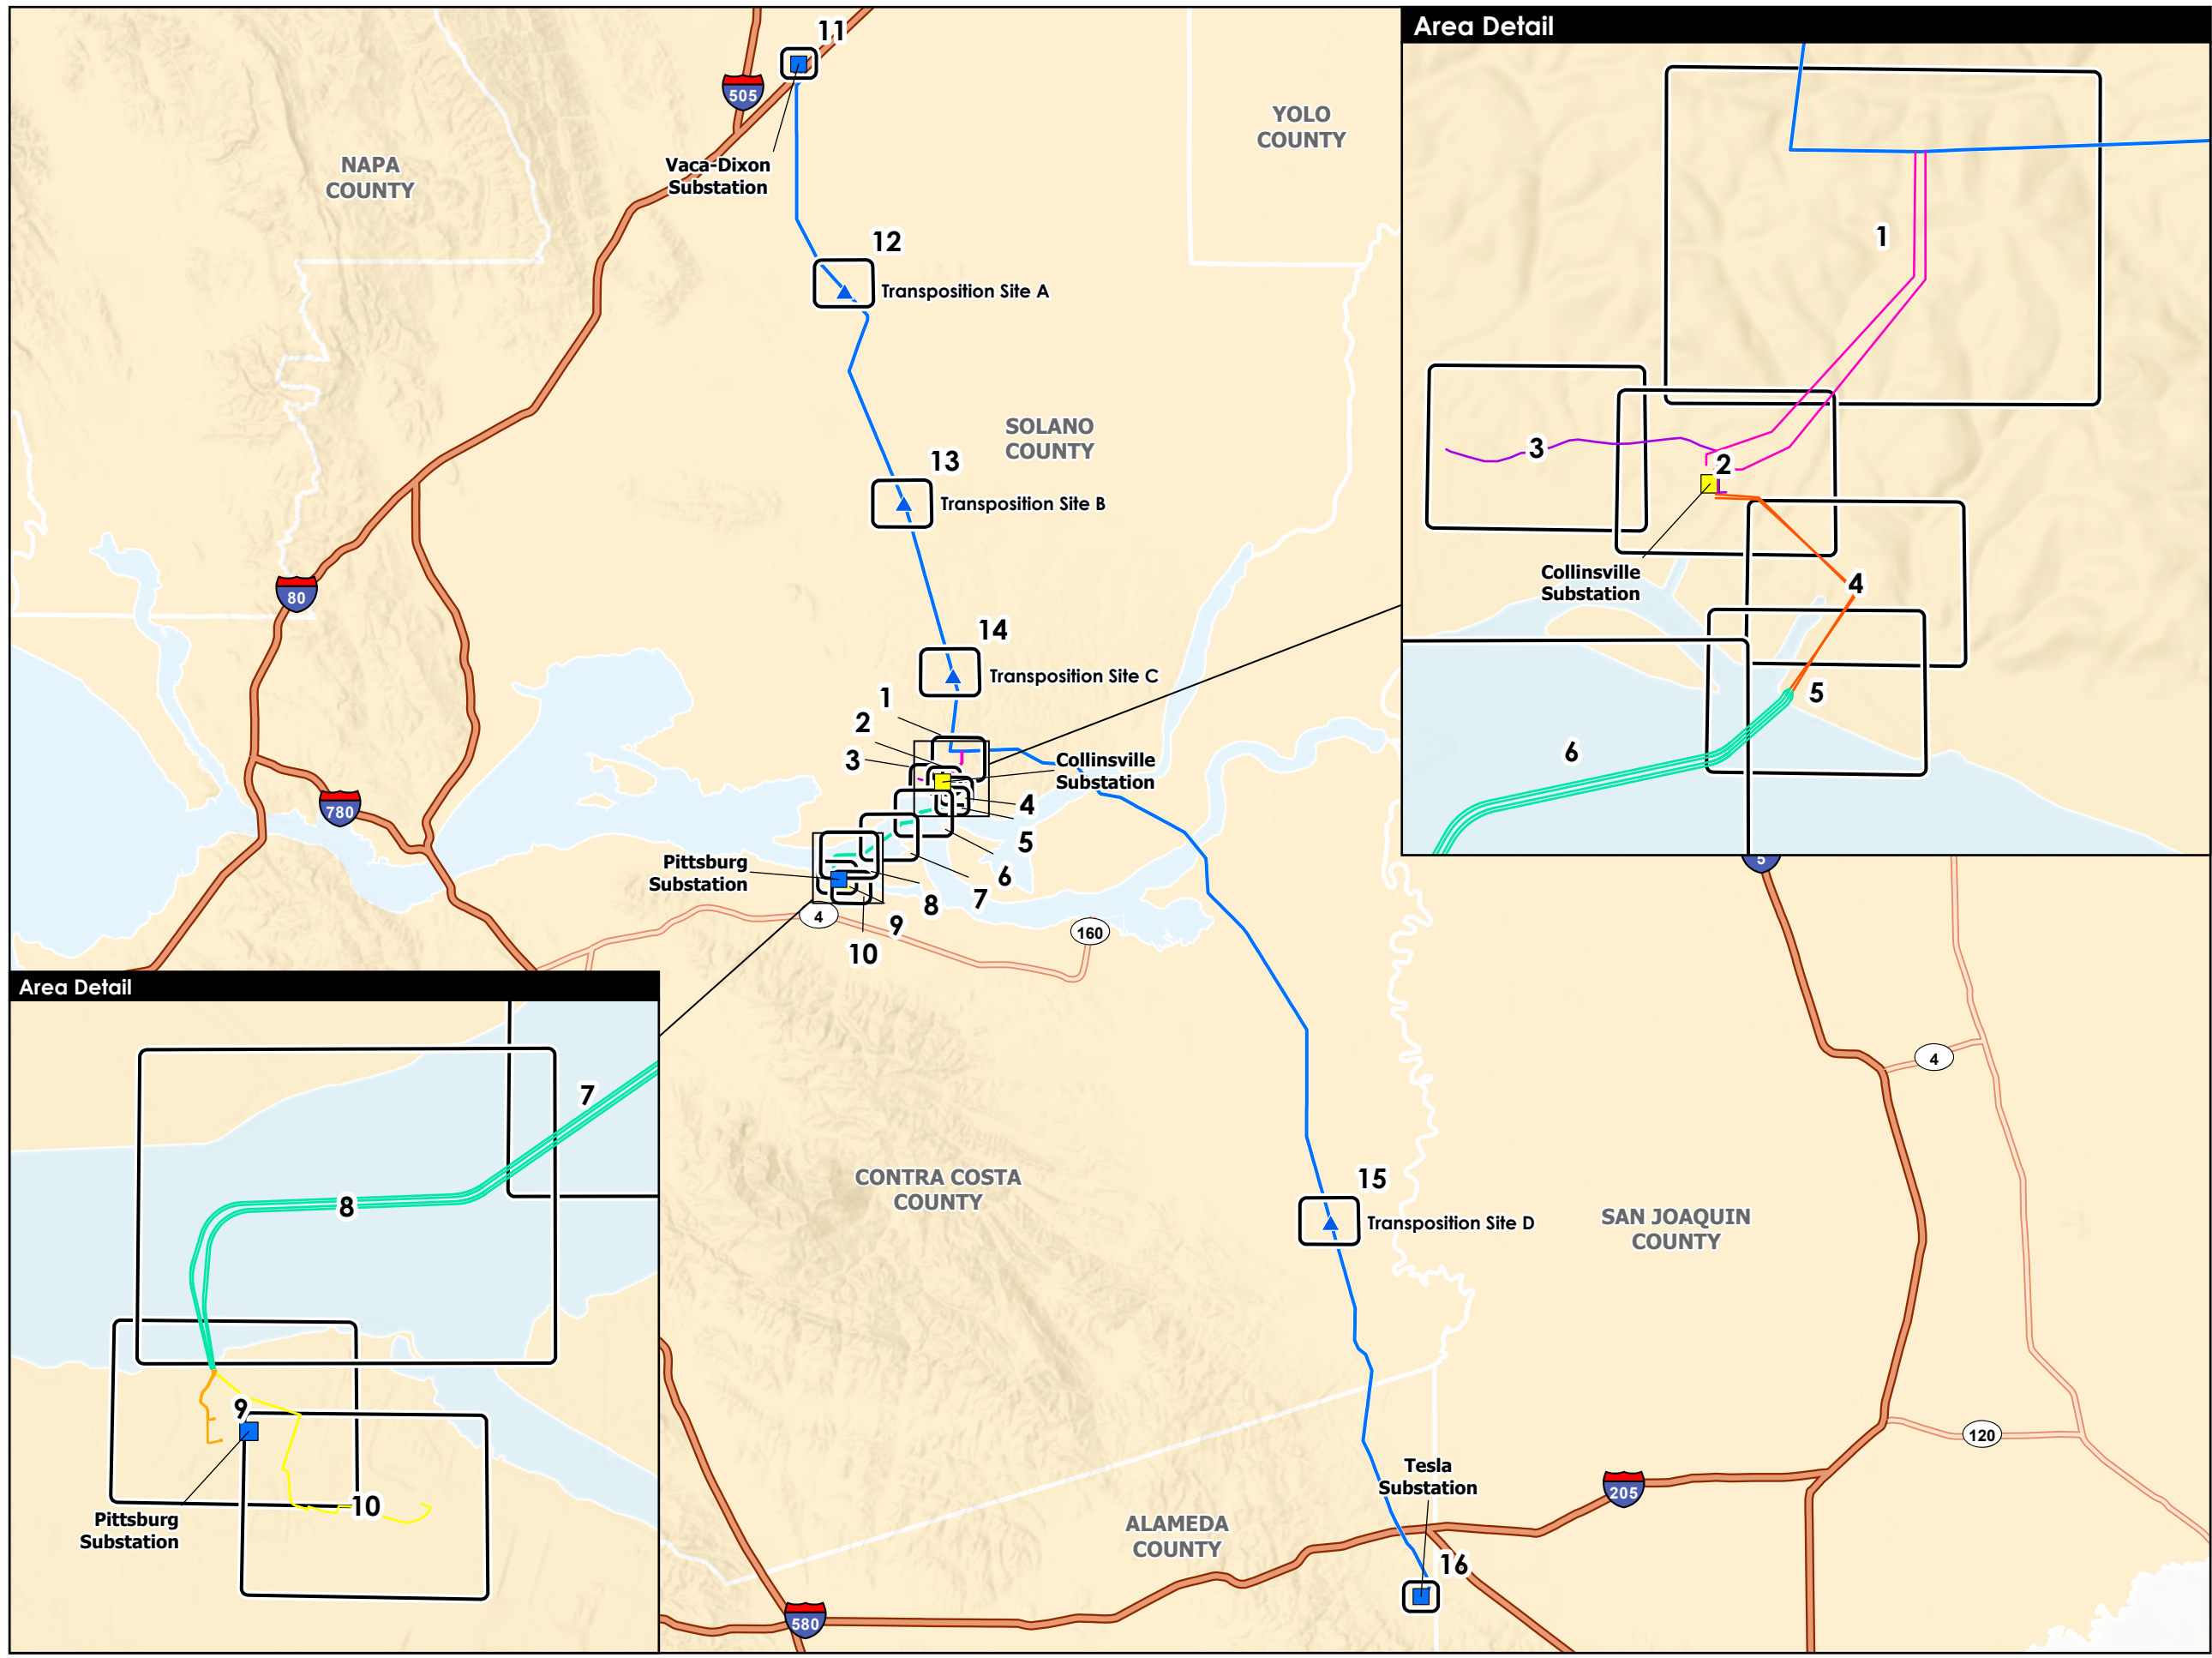 11
505
Vaca-Dixon
Substation
NAPA
COUNTY
YOLO
COUNTY
12
Transposition Site A
13
Transposition Site B
SOLANO
COUNTY
80
14
Transposition Site C
1
2
3
Collinsville
Substation
4
5
6
7
8
9
10
780
Pittsburg
Substation
4
160
Area Detail
1
2
3
Collinsville
Substation
4
5
6
5
4
Area Detail
7
8
9
Pittsburg
Substation
10
CONTRA COSTA
COUNTY
15
Transposition Site D
SAN JOAQUIN
COUNTY
120
Tesla
Substation
205
ALAMEDA
COUNTY
16
580